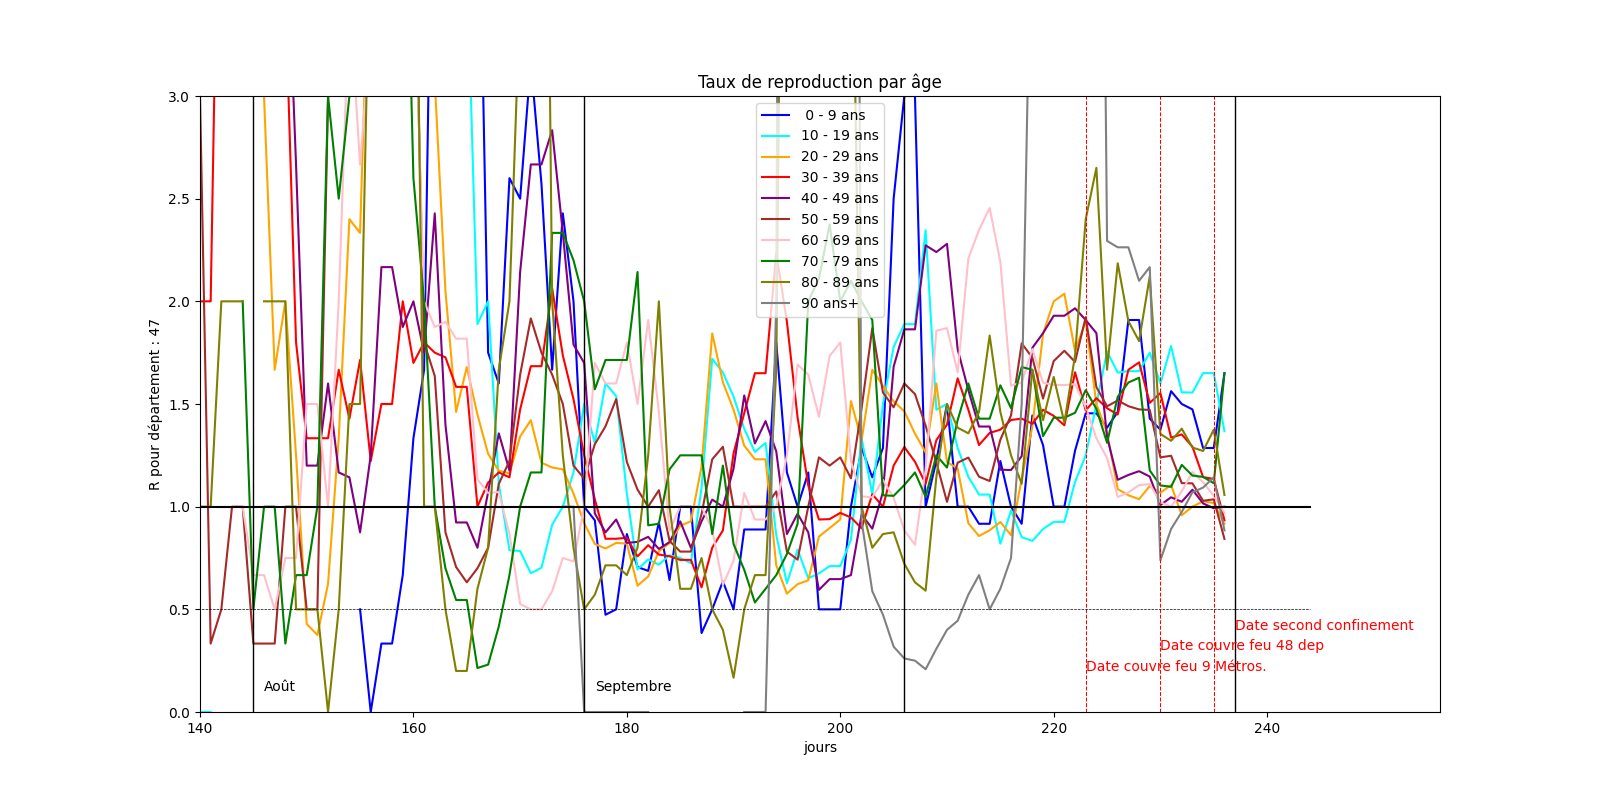 Taux de reproduction par âge
R pour département : 47
3.0
2.5
2.0
1.5
1.0
0.5
0.0
0 - 9 ans
10 - 19 ans
20 - 29 ans
30 - 39 ans
40 - 49 ans
50 - 59 ans
60 - 69 ans
70 - 79 ans
80 - 89 ans
90 ans+
Date second confinement
Date couvre feu 48 dep
Date couvre feu 9 Métros.
Août
Septembre
140
160
180
200
220
240
jours